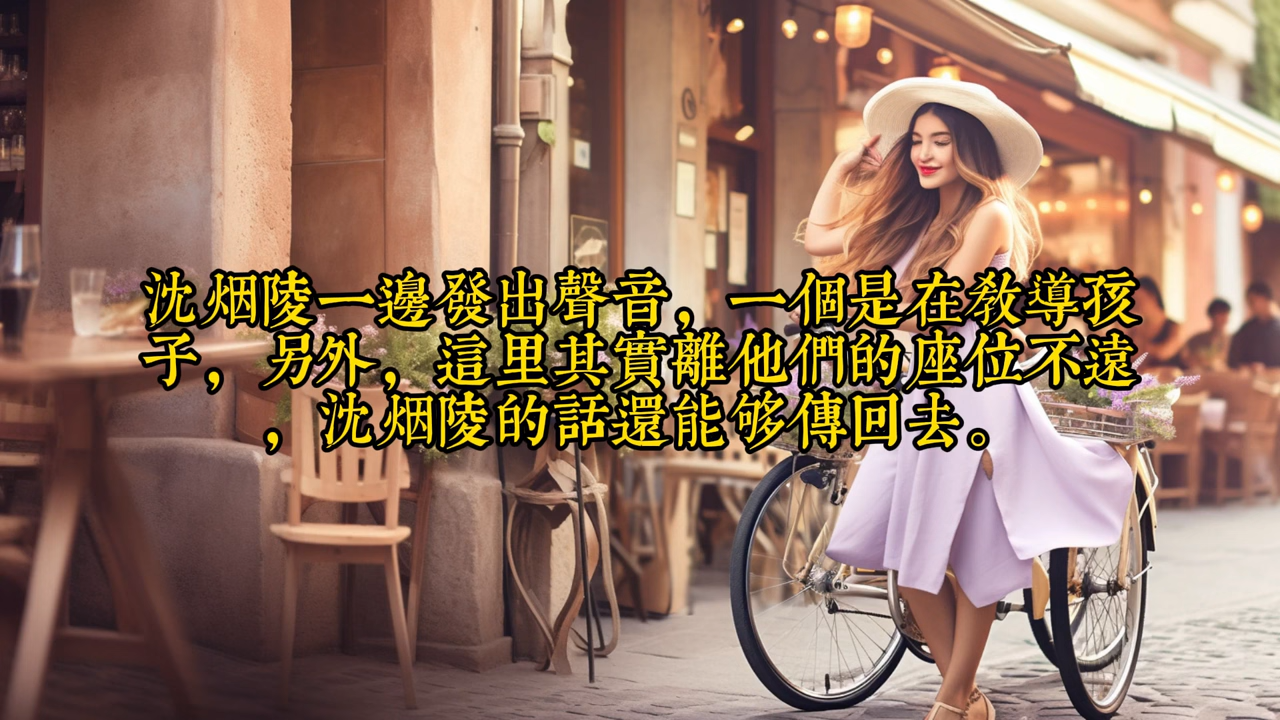 沈烟陵一邊發出聲音，一個是在教導孩
子，另外，這里其實離他們的座位不遠
，沈烟陵的話還能够傳回去。